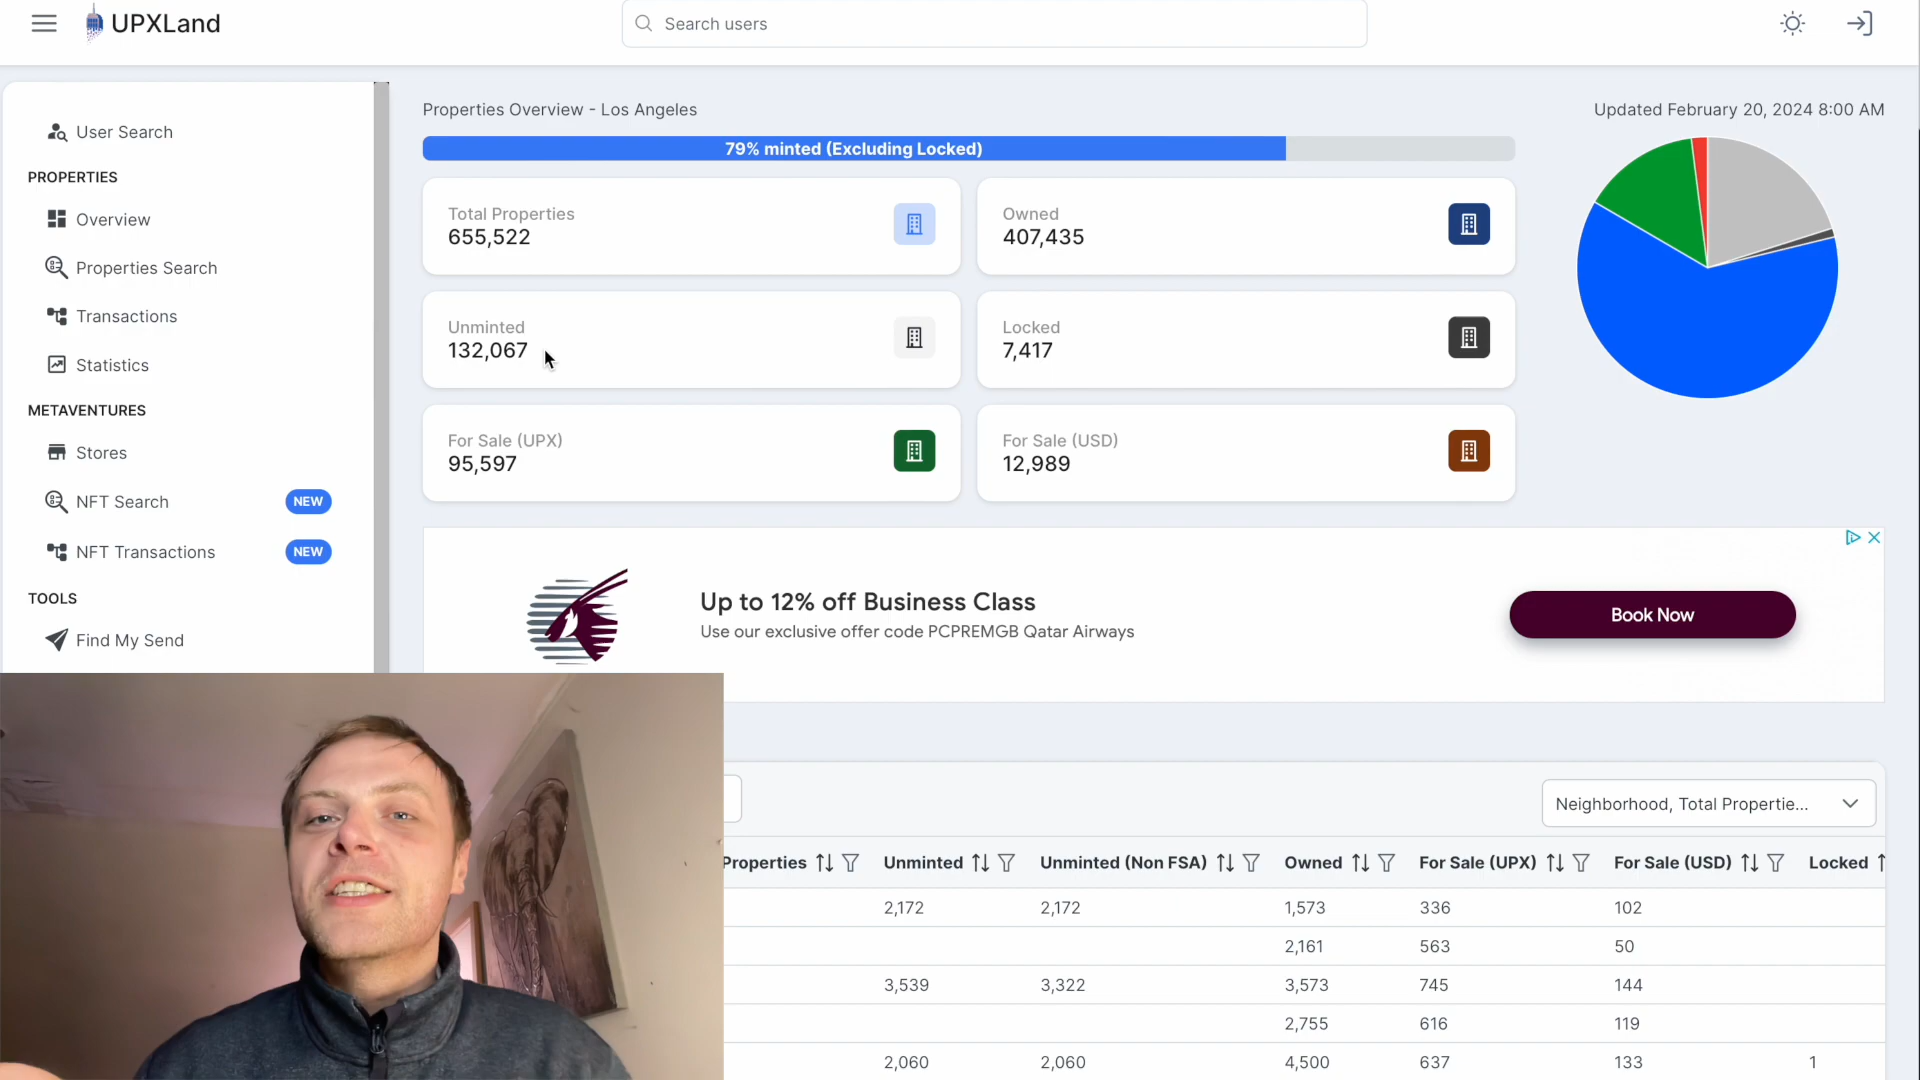 UPXLand
Search users
User Search
PROPERTIES
Overview
Properties Search
Transactions
Statistics
METAVENTURES
Stores
NFT Search NEW
NFT Transactions NEW
TOOLS
Find My Send
Properties Overview - Los Angeles
Updated February 20, 2024 8:00 AM
79% minted (Excluding Locked)
Total Properties
655,522
Owned
407,435
Unminted
132,067
Locked
7,417
For Sale (UPX)
95,597
For Sale (USD)
12,989
Up to 12% off Business Class
Use our exclusive offer code PCPREMGB Qatar Airways
Book Now
Neighborhood, Total Propertie...
Properties Unminted Unminted (Non FSA) Owned For Sale (UPX) For Sale (USD) Locked
2,172 2,172 1,573 336 102
2,161 563 50
3,539 3,322 3,573 745 144
2,755 616 119
2,060 2,060 4,500 637 133 1